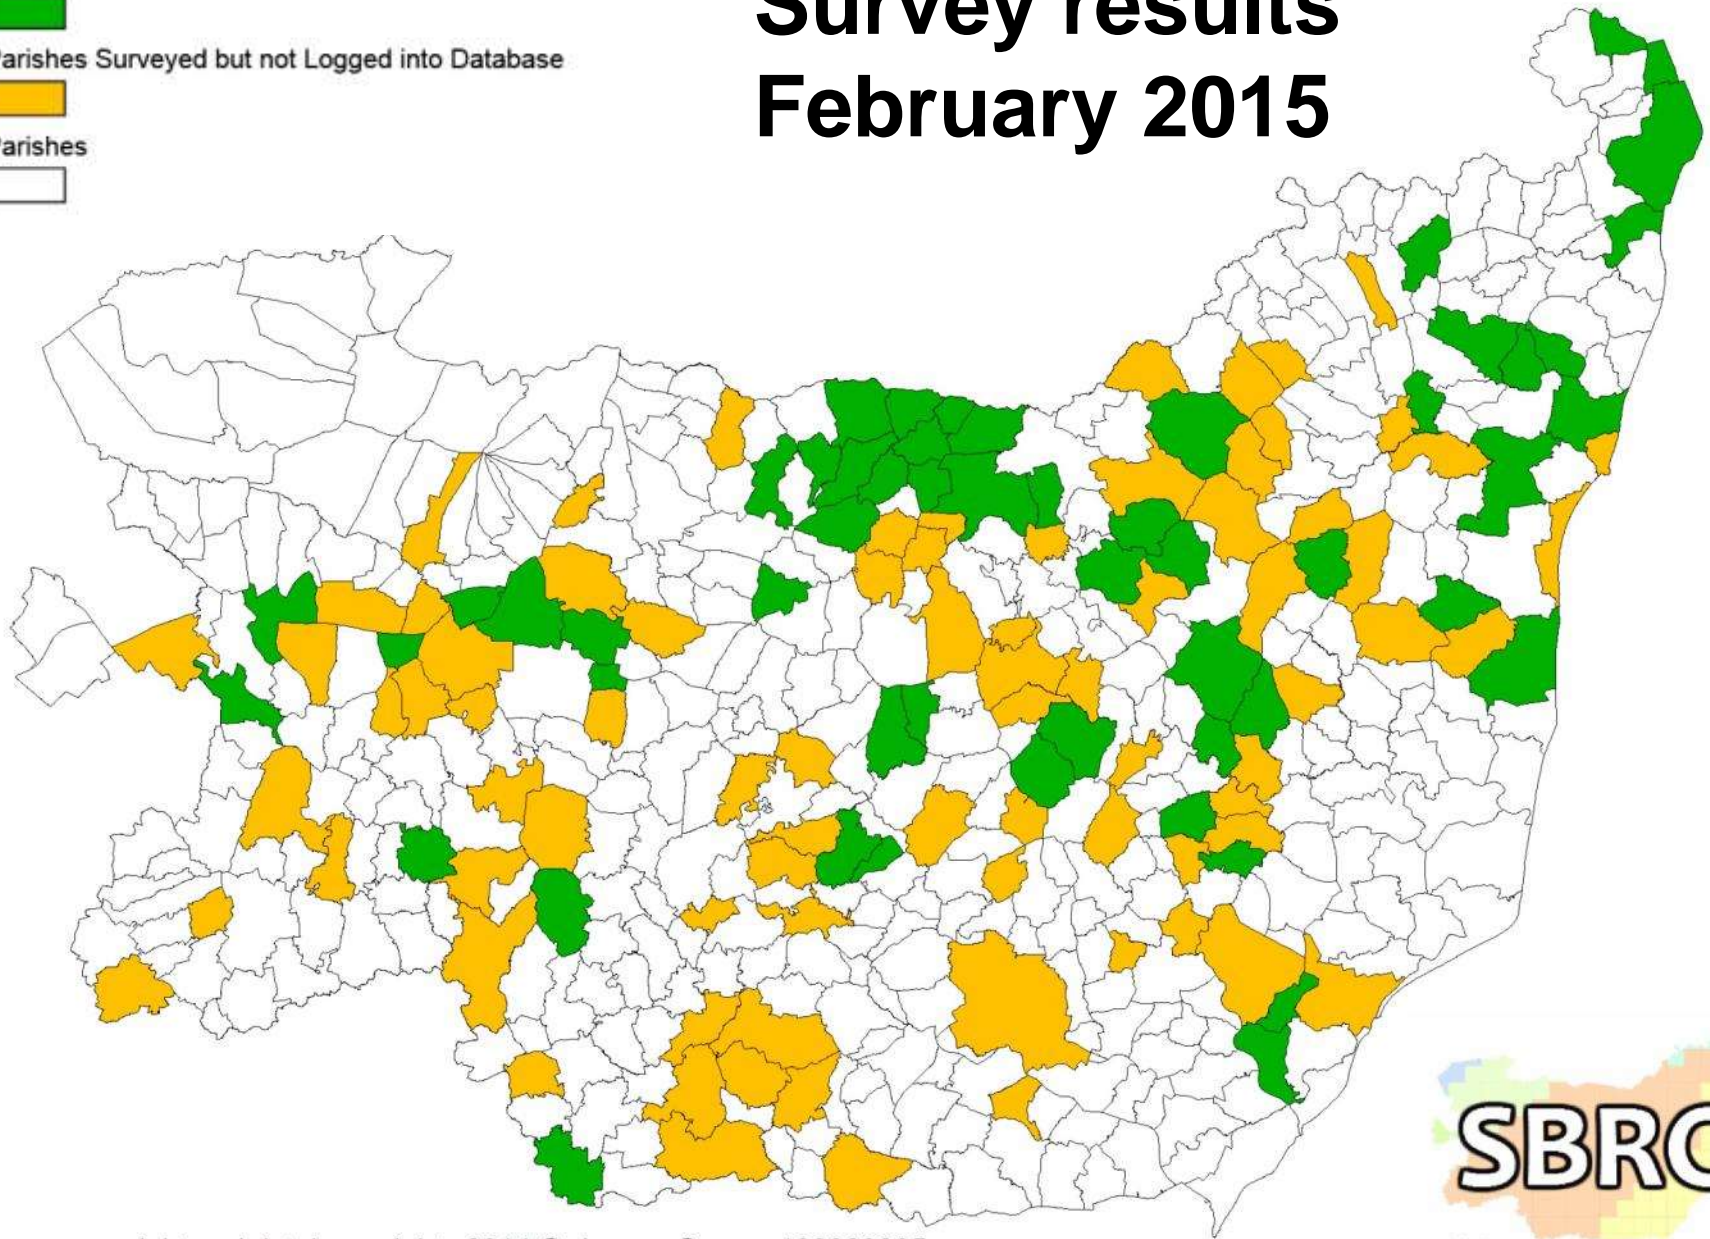 Survey results
February 2015
arishes Surveyed but not Logged into Database
arishes
SBRC